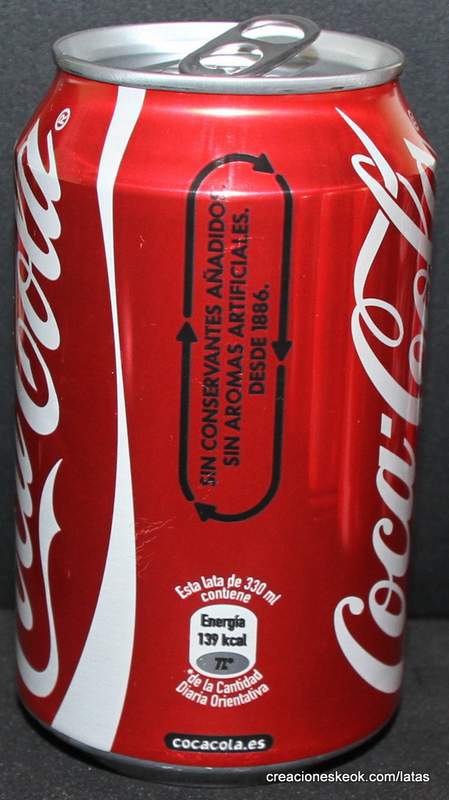 Coca-Cola®
SIN CONSERVANTES AÑADIDOS.
SIN AROMAS ARTIFICIALES.
DESDE 1886.
Coca-Cola
Esta lata de 330 ml
contiene
Energía
139 kcal
7%*
*de la Cantidad
Diaria Orientativa
cocacola.es
creacioneskeok.com/latas